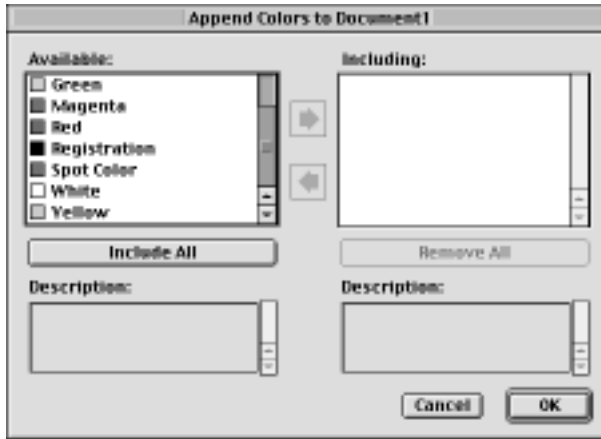 Append Colors to Document1
Available:
Including:
Green
Magenta
Red
Registration
Spot Color
White
Yellow
Include All
Remove All
Description:
Description:
Cancel
OK